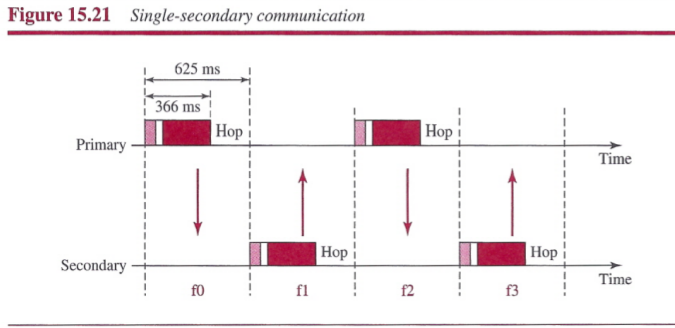 Figure 15.21 Single-secondary communication
625 ms
366 ms
Hop
Hop
Primary
Time
Hop
Hop
Secondary
Time
f0
f1
f2
f3